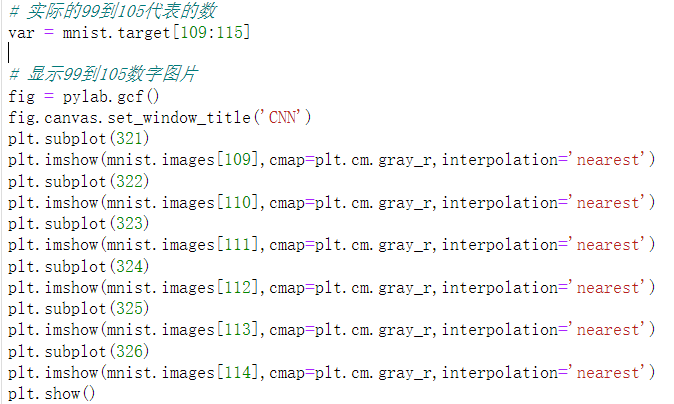 # 实际的99到105代表的数
var = mnist.target[109:115]
# 显示99到105数字图片
fig = pylab.gcf()
fig.canvas.set_window_title('CNN')
plt.subplot(321)
plt.imshow(mnist.images[109],cmap=plt.cm.gray_r,interpolation='nearest')
plt.subplot(322)
plt.imshow(mnist.images[110],cmap=plt.cm.gray_r,interpolation='nearest')
plt.subplot(323)
plt.imshow(mnist.images[111],cmap=plt.cm.gray_r,interpolation='nearest')
plt.subplot(324)
plt.imshow(mnist.images[112],cmap=plt.cm.gray_r,interpolation='nearest')
plt.subplot(325)
plt.imshow(mnist.images[113],cmap=plt.cm.gray_r,interpolation='nearest')
plt.subplot(326)
plt.imshow(mnist.images[114],cmap=plt.cm.gray_r,interpolation='nearest')
plt.show()